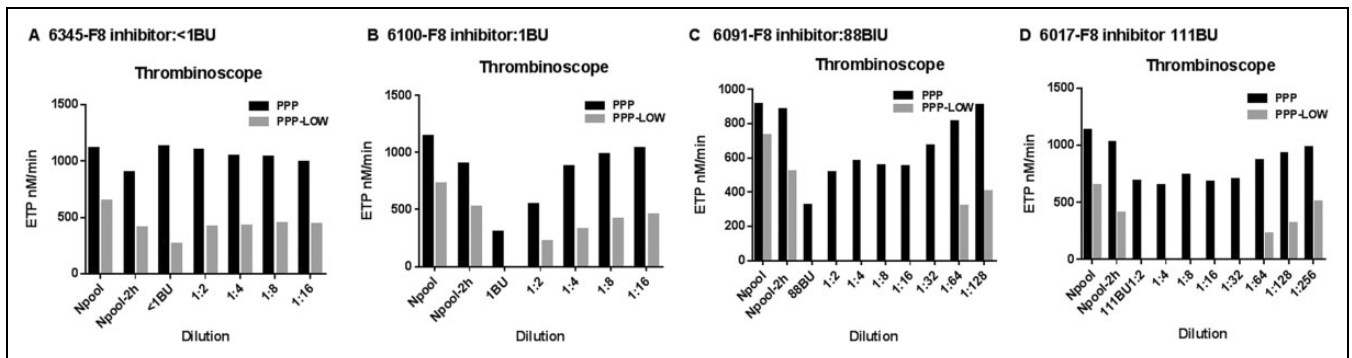 A 6345-F8 inhibitor:<1BU
Thrombinoscope
PPP
PPP-LOW
ETP nM/min
1500
1000
500
0
Npool
Npool-2h
<1BU
1:2
1:4
1:8
1:16
Dilution
B 6100-F8 inhibitor:1BU
Thrombinoscope
PPP
PPP-LOW
ETP nM/min
1500
1000
500
0
Npool
Npool-2h
1BU
1:2
1:4
1:8
1:16
Dilution
C 6091-F8 inhibitor:88BIU
Thrombinoscope
PPP
PPP-LOW
ETP nM/min
1000
800
600
400
200
0
Npool
Npool-2h
88BU
1:2
1:4
1:8
1:16
1:32
1:64
1:128
Dilution
D 6017-F8 inhibitor 111BU
Thrombinoscope
PPP
PPP-LOW
ETP nM/min
1500
1000
500
0
Npool
Npool-2h
111BU1:2
1:4
1:8
1:16
1:32
1:64
1:128
1:256
Dilution